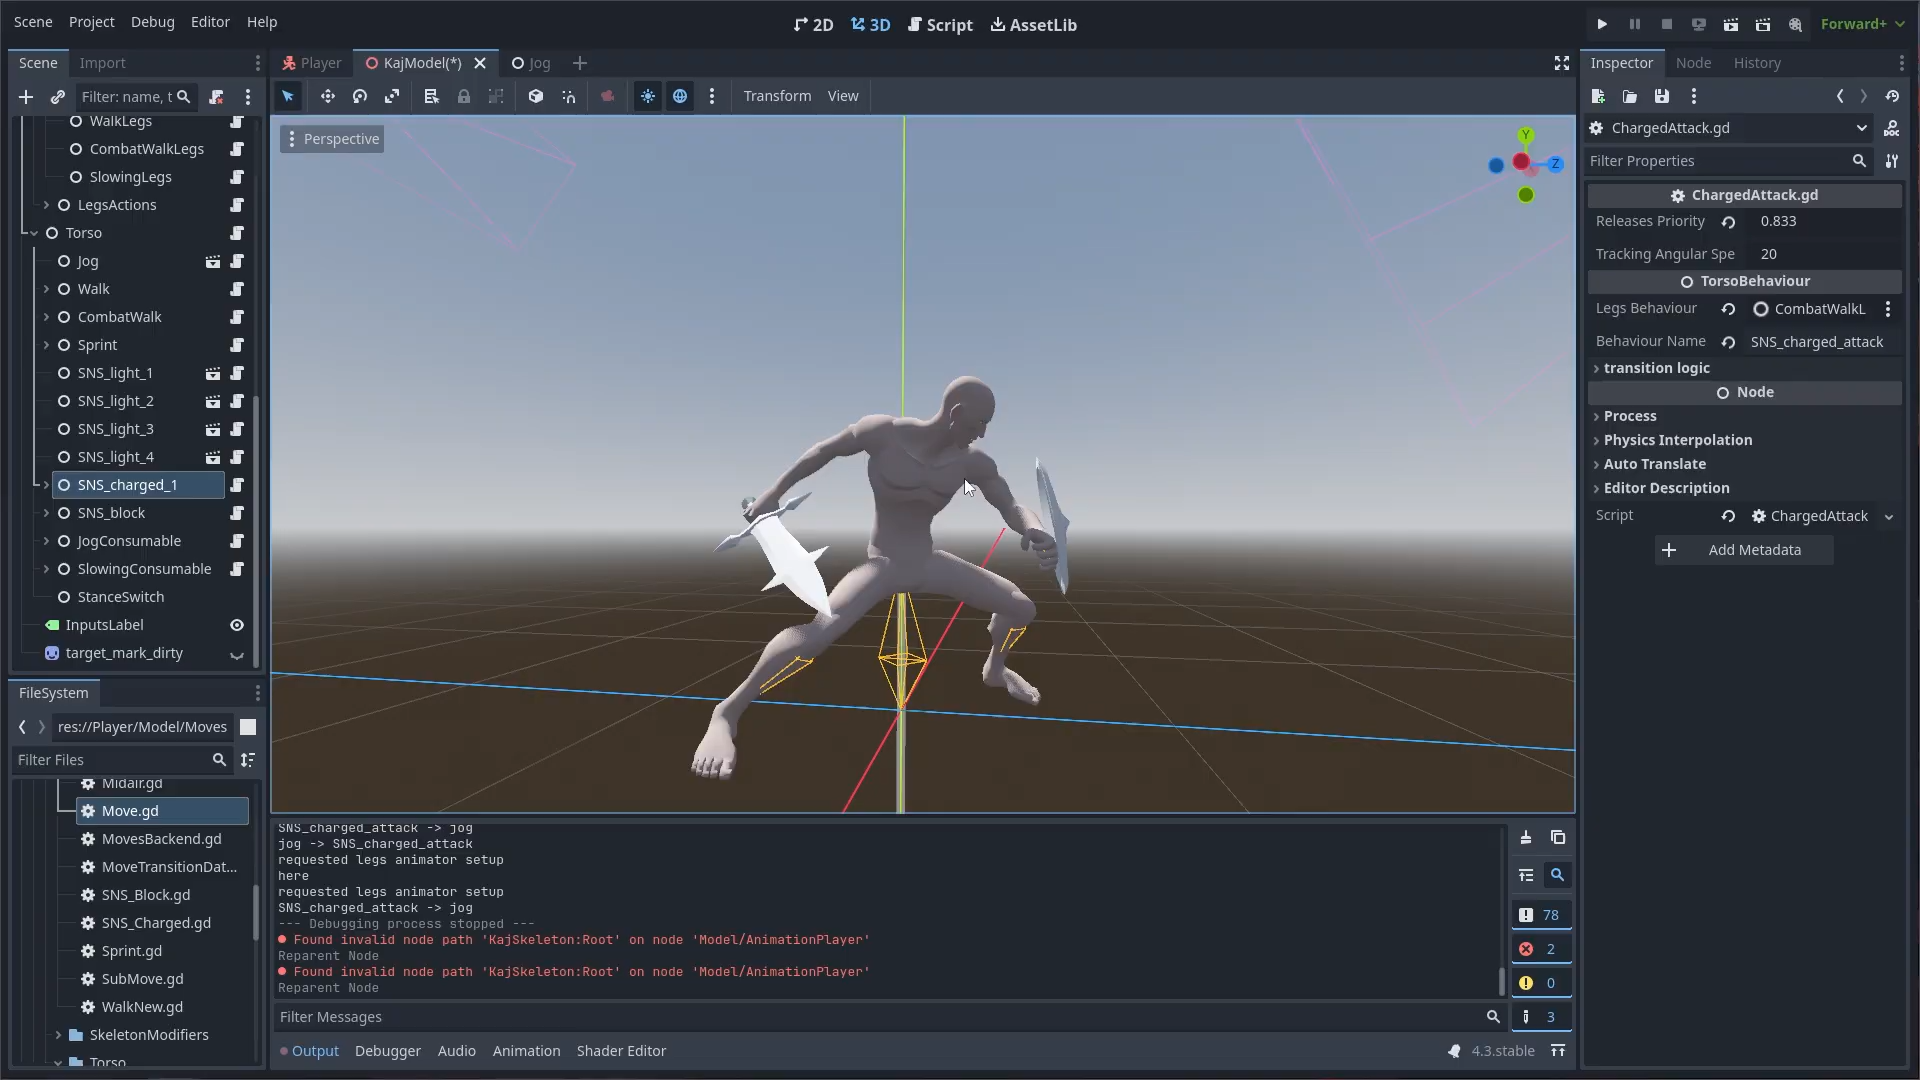 Scene Project Debug Editor Help
2D 3D Script AssetLib
Forward+
Scene Import
Filter: name, t
WalkLegs
CombatWalkLegs
SlowingLegs
LegsActions
Torso
Jog
Walk
CombatWalk
Sprint
SNS_light_1
SNS_light_2
SNS_light_3
SNS_light_4
SNS_charged_1
SNS_block
JogConsumable
SlowingConsumable
StanceSwitch
InputsLabel
target_mark_dirty
FileSystem
res://Player/Model/Moves
Filter Files
Midair.gd
Move.gd
MovesBackend.gd
MoveTransitionDat...
SNS_Block.gd
SNS_Charged.gd
Sprint.gd
SubMove.gd
WalkNew.gd
SkeletonModifiers
Torso
Player KajModel(*) Jog
Transform View
Perspective
Y
Z
SNS_charged_attack -> jog
jog -> SNS_charged_attack
requested legs animator setup
here
requested legs animator setup
SNS_charged_attack -> jog
--- Debugging process stopped ---
Found invalid node path 'KajSkeleton:Root' on node 'Model/AnimationPlayer'
Reparent Node
Found invalid node path 'KajSkeleton:Root' on node 'Model/AnimationPlayer'
Reparent Node
78
2
0
3
Filter Messages
Output Debugger Audio Animation Shader Editor
4.3.stable
Inspector Node History
ChargedAttack.gd
Filter Properties
ChargedAttack.gd
Releases Priority 0.833
Tracking Angular Spe 20
TorsoBehaviour
Legs Behaviour CombatWalkL
Behaviour Name SNS_charged_attack
transition logic
Node
Process
Physics Interpolation
Auto Translate
Editor Description
Script ChargedAttack
Add Metadata